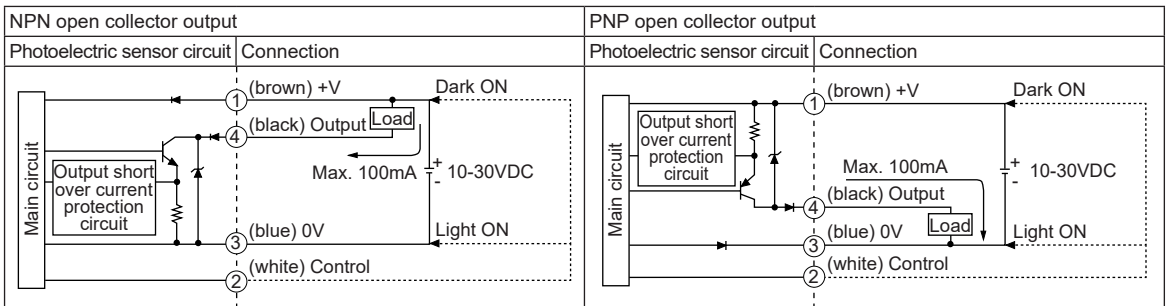 NPN open collector output
Photoelectric sensor circuit
Connection
Main circuit
Output short
over current
protection
circuit
1
(brown) +V
Dark ON
4
(black) Output
Load
Max. 100mA
+
-
10-30VDC
3
(blue) 0V
Light ON
2
(white) Control
PNP open collector output
Photoelectric sensor circuit
Connection
Main circuit
Output short
over current
protection
circuit
1
(brown) +V
Dark ON
Max. 100mA
+
-
10-30VDC
4
(black) Output
Load
3
(blue) 0V
Light ON
2
(white) Control